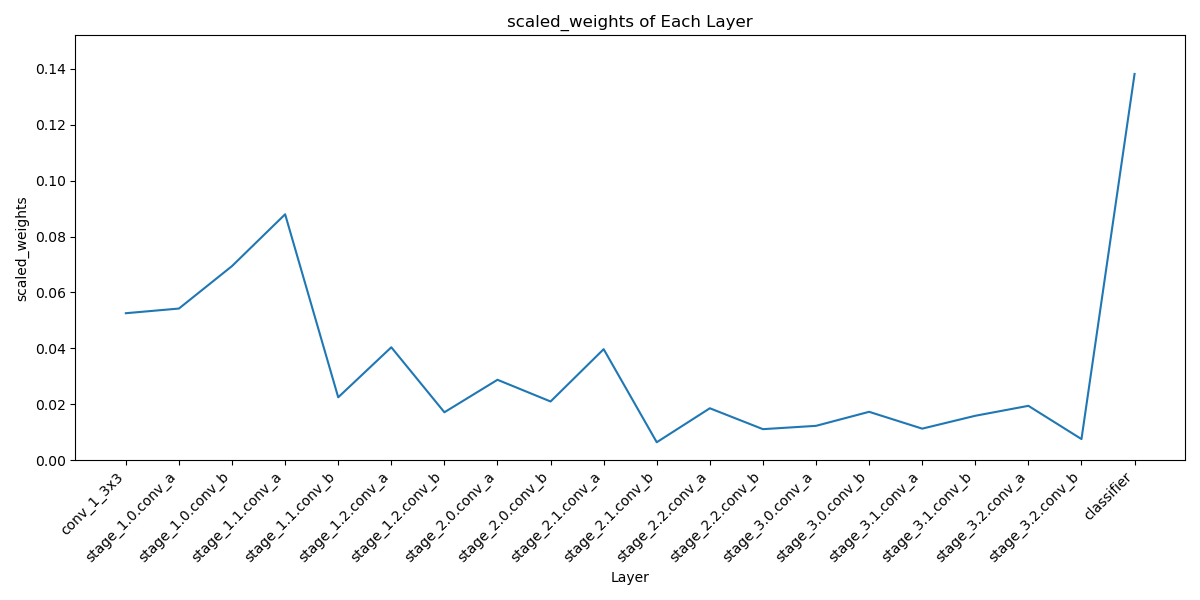 scaled_weights of Each Layer
0.14
0.12
0.10
0.08
0.06
0.04
0.02
0.00
scaled_weights
conv_1_3x3
stage_1.0.conv_a
stage_1.0.conv_b
stage_1.1.conv_a
stage_1.1.conv_b
stage_1.2.conv_a
stage_1.2.conv_b
stage_2.0.conv_a
stage_2.0.conv_b
stage_2.1.conv_a
stage_2.1.conv_b
stage_2.2.conv_a
stage_2.2.conv_b
stage_3.0.conv_a
stage_3.0.conv_b
stage_3.1.conv_a
stage_3.1.conv_b
stage_3.2.conv_a
stage_3.2.conv_b
classifier
Layer